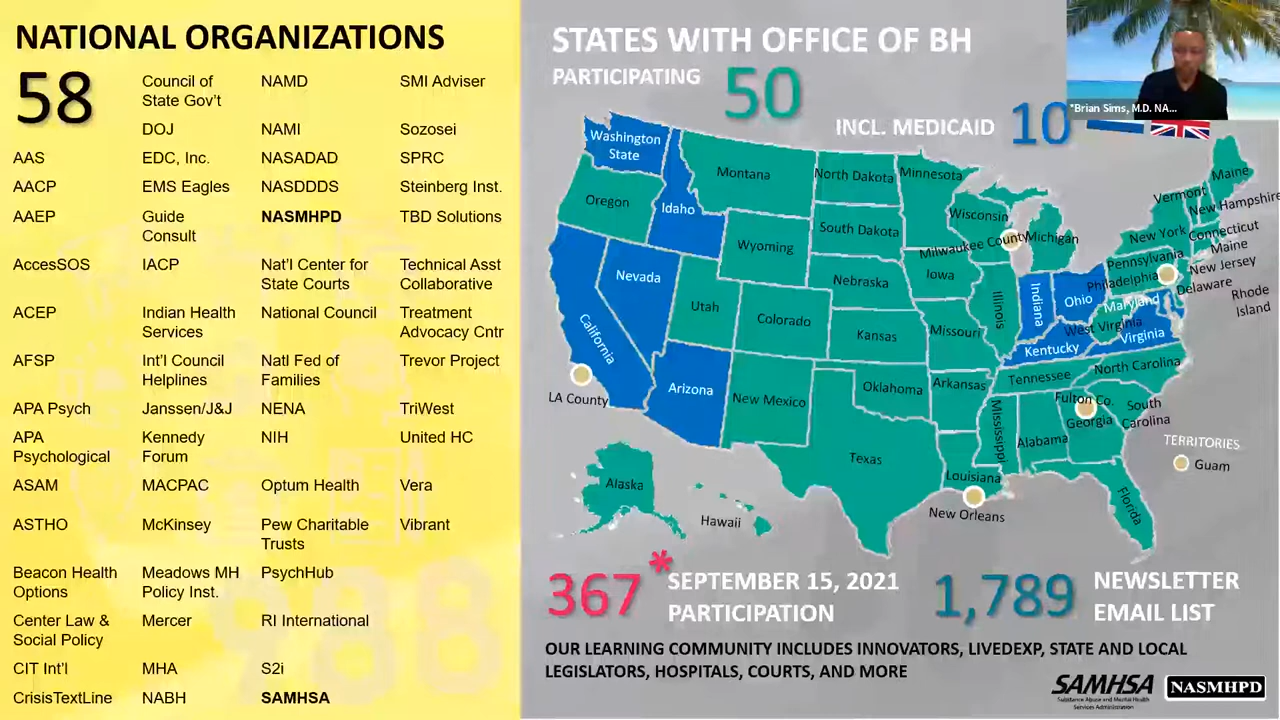 NATIONAL ORGANIZATIONS
58
AAS
AACP
AAEP
AccesSOS
ACEP
AFSP
APA Psych
APA
Psychological
ASAM
ASTHO
Beacon Health
Options
Center Law &
Social Policy
CIT Int'l
CrisisTextLine
Council of
State Gov't
DOJ
EDC, Inc.
EMS Eagles
Guide
Consult
IACP
Indian Health
Services
Int'l Council
Helplines
Janssen/J&J
Kennedy
Forum
MACPAC
McKinsey
Meadows MH
Policy Inst.
Mercer
MHA
NABH
NAMD
NAMI
NASADAD
NASDDDS
NASMHPD
Nat'l Center for
State Courts
National Council
Natl Fed of
Families
NENA
NIH
Optum Health
Pew Charitable
Trusts
PsychHub
RI International
S2i
SAMHSA
SMI Adviser
Sozosei
SPRC
Steinberg Inst.
TBD Solutions
Technical Asst
Collaborative
Treatment
Advocacy Cntr
Trevor Project
TriWest
United HC
Vera
Vibrant
988
STATES WITH OFFICE OF BH
PARTICIPATING 50
INCL. MEDICAID 10
*Brian Sims, M.D. NA...
Washington
State
Montana
North Dakota
Minnesota
Maine
Vermont
New Hampshire
Oregon
Idaho
Wisconsin
South Dakota
Wyoming
Milwaukee County
Michigan
New York
Connecticut
Maine
Pennsylvania
New Jersey
Philadelphia
Delaware
Rhode
Island
Nevada
Nebraska
Iowa
Utah
Colorado
Illinois
Indiana
Ohio
Maryland
West Virginia
Virginia
California
Kansas
Missouri
Kentucky
LA County
Arizona
New Mexico
Oklahoma
Arkansas
Tennessee
North Carolina
Fulton Co.
Georgia
South
Carolina
Mississippi
Alabama
Texas
Louisiana
New Orleans
Florida
Alaska
Hawaii
TERRITORIES
Guam
367* SEPTEMBER 15, 2021
PARTICIPATION
1,789 NEWSLETTER
EMAIL LIST
OUR LEARNING COMMUNITY INCLUDES INNOVATORS, LIVEDEXP, STATE AND LOCAL
LEGISLATORS, HOSPITALS, COURTS, AND MORE
SAMHSA
Substance Abuse and Mental Health
Services Administration
NASMHPD